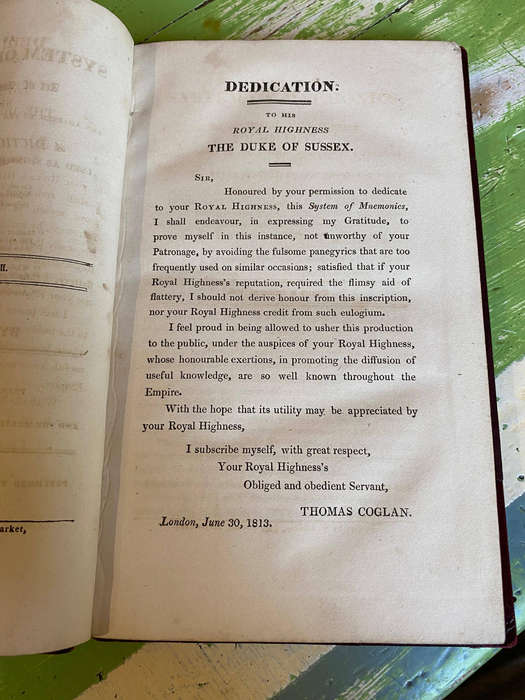 DEDICATION.
TO HIS
ROYAL HIGHNESS
THE DUKE OF SUSSEX.
SIR,
Honoured by your permission to dedicate
to your ROYAL HIGHNESS, this System of Mnemonics,
I shall endeavour, in expressing my Gratitude, to
prove myself in this instance, not unworthy of your
Patronage, by avoiding the fulsome panegyrics that are too
frequently used on similar occasions; satisfied that if your
Royal Highness's reputation, required the flimsy aid of
flattery, I should not derive honour from this inscription,
nor your Royal Highness credit from such eulogium.
I feel proud in being allowed to usher this production
to the public, under the auspices of your Royal Highness,
whose honourable exertions, in promoting the diffusion of
useful knowledge, are so well known throughout the
Empire.
With the hope that its utility may be appreciated by
your Royal Highness,
I subscribe myself, with great respect,
Your Royal Highness's
Obliged and obedient Servant,
THOMAS COGLAN.
London, June 30, 1813.